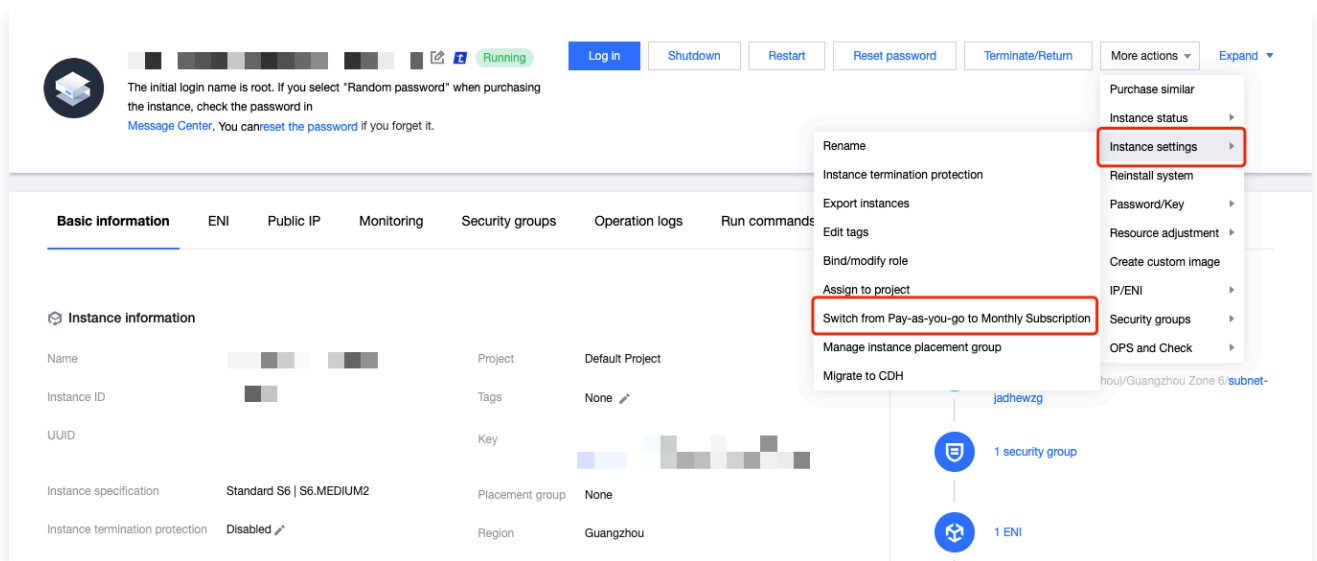 Running
Log in
Shutdown
Restart
Reset password
Terminate/Return
More actions
Expand
The initial login name is root. If you select "Random password" when purchasing
the instance, check the password in
Message Center. You canreset the password if you forget it.
Purchase similar
Instance status
Instance settings
Reinstall system
Password/Key
Resource adjustment
Create custom image
IP/ENI
Security groups
OPS and Check
Rename
Instance termination protection
Export instances
Edit tags
Bind/modify role
Assign to project
Switch from Pay-as-you-go to Monthly Subscription
Manage instance placement group
Migrate to CDH
Basic information
ENI
Public IP
Monitoring
Security groups
Operation logs
Run commands
Instance information
Name
Project
Default Project
Instance ID
Tags
None
UUID
Key
Instance specification
Standard S6 | S6.MEDIUM2
Placement group
None
Instance termination protection
Disabled
Region
Guangzhou
hou)/Guangzhou Zone 6/subnet-
jadhewzg
1 security group
1 ENI